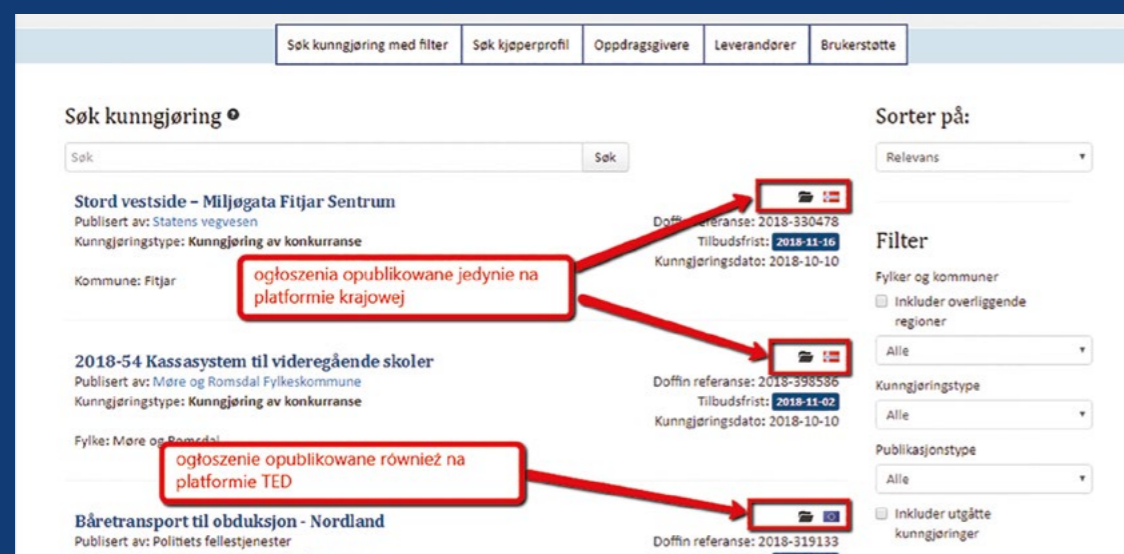 Søk kunngjøring med filter
Søk kjøperprofil
Oppdragsgivere
Leverandører
Brukerstøtte
Søk kunngjøring
Søk
Søk
Stord vestside – Miljøgata Fitjar Sentrum
Publisert av: Statens vegvesen
Kunngjøringstype: Kunngjøring av konkurranse
Kommune: Fitjar
Doffin referanse: 2018-330478
Tilbudsfrist: 2018-11-16
Kunngjøringsdato: 2018-10-10
ogłoszenia opublikowane jedynie na
platformie krajowej
2018-54 Kassasystem til videregående skoler
Publisert av: Møre og Romsdal Fylkeskommune
Kunngjøringstype: Kunngjøring av konkurranse
Fylke: Møre og Romsdal
Doffin referanse: 2018-398586
Tilbudsfrist: 2018-11-02
Kunngjøringsdato: 2018-10-10
ogłoszenie opublikowane również na
platformie TED
Båretransport til obduksjon - Nordland
Publisert av: Politiets fellestjenester
Doffin referanse: 2018-319133
Sorter på:
Relevans
Filter
Fylker og kommuner
Inkluder overliggende
regioner
Alle
Kunngjøringstype
Alle
Publikasjonstype
Alle
Inkluder utgåtte
kunngjøringer